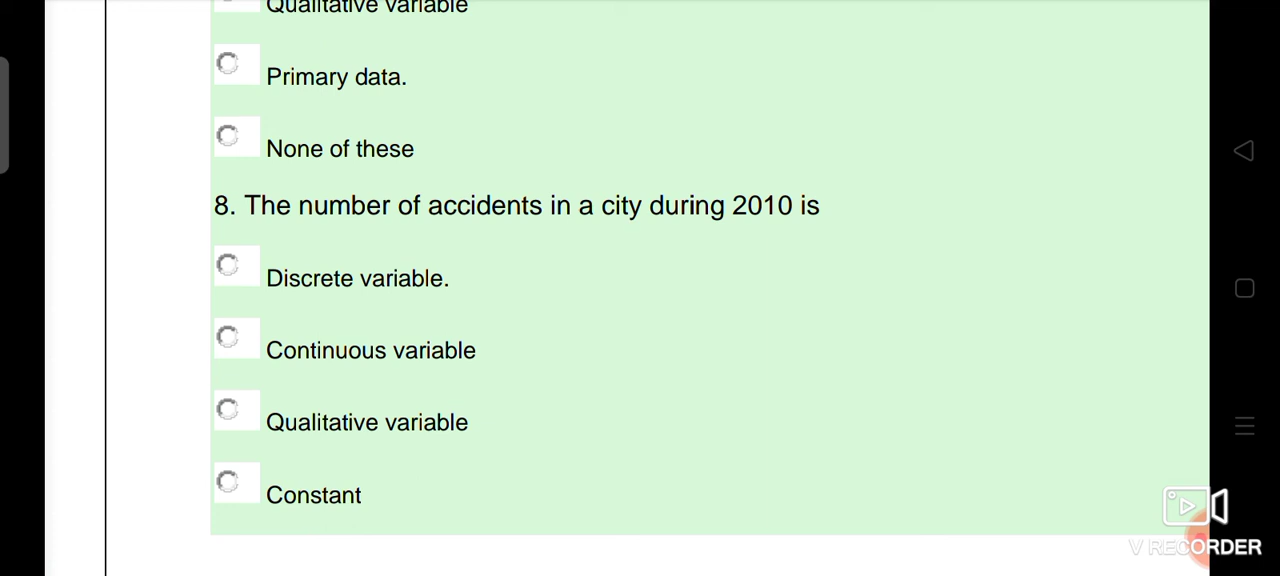 Qualitative variable
Primary data.
None of these
8. The number of accidents in a city during 2010 is
Discrete variable.
Continuous variable
Qualitative variable
Constant
V RECORDER